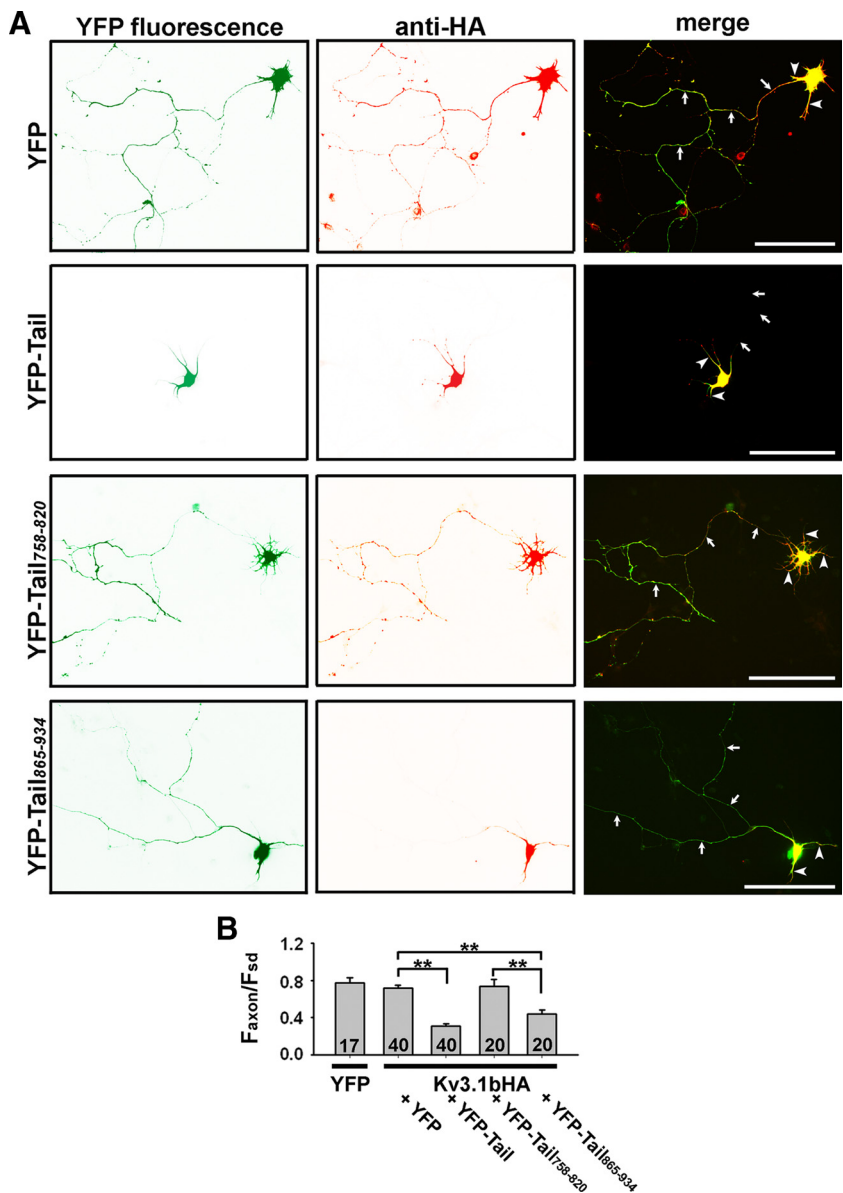 A
YFP fluorescence anti-HA merge
YFP
YFP-Tail
YFP-Tail758-820
YFP-Tail865-934
B
Faxon/Fsd
1.2
0.8
0.4
0.0
** ** **
17 40 40 20 20
YFP Kv3.1bHA
+ YFP
+ YFP-Tail
+ YFP-Tail758-820
+ YFP-Tail865-934